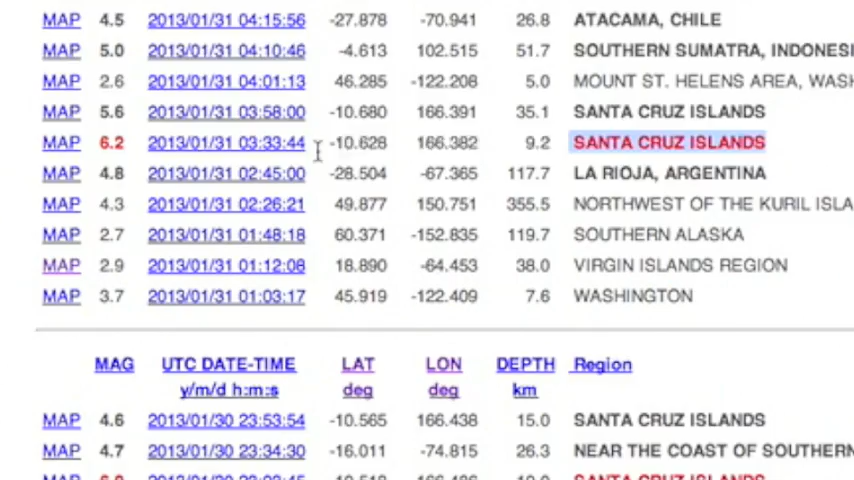 MAP 4.5 2013/01/31 04:15:56 -27.878 -70.941 26.8 ATACAMA, CHILE
MAP 5.0 2013/01/31 04:10:46 -4.613 102.515 51.7 SOUTHERN SUMATRA, INDONESI
MAP 2.6 2013/01/31 04:01:13 46.285 -122.208 5.0 MOUNT ST. HELENS AREA, WASH
MAP 5.6 2013/01/31 03:58:00 -10.680 166.391 35.1 SANTA CRUZ ISLANDS
MAP 6.2 2013/01/31 03:33:44 -10.628 166.382 9.2 SANTA CRUZ ISLANDS
MAP 4.8 2013/01/31 02:45:00 -28.504 -67.365 117.7 LA RIOJA, ARGENTINA
MAP 4.3 2013/01/31 02:26:21 49.877 150.751 355.5 NORTHWEST OF THE KURIL ISLA
MAP 2.7 2013/01/31 01:48:18 60.371 -152.835 119.7 SOUTHERN ALASKA
MAP 2.9 2013/01/31 01:12:08 18.890 -64.453 38.0 VIRGIN ISLANDS REGION
MAP 3.7 2013/01/31 01:03:17 45.919 -122.409 7.6 WASHINGTON
MAG UTC DATE-TIME LAT LON DEPTH Region
y/m/d h:m:s deg deg km
MAP 4.6 2013/01/30 23:53:54 -10.565 166.438 15.0 SANTA CRUZ ISLANDS
MAP 4.7 2013/01/30 23:34:30 -16.011 -74.815 26.3 NEAR THE COAST OF SOUTHERN
MAP SANTA CRUZ ISLANDS